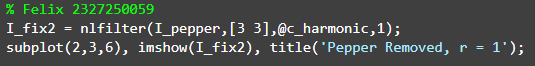 % Felix 2327250059
I_fix2 = nlfilter(I_pepper,[3 3],@c_harmonic,1);
subplot(2,3,6), imshow(I_fix2), title('Pepper Removed, r = 1');